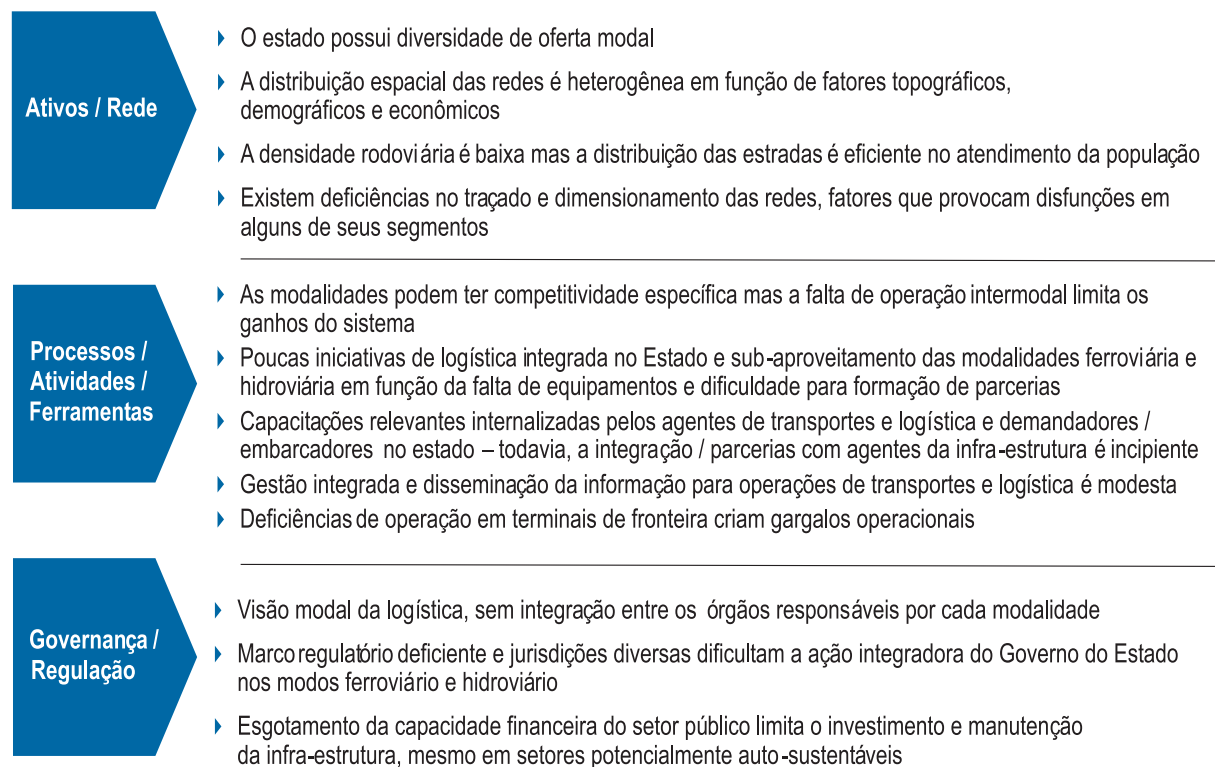 Ativos / Rede
O estado possui diversidade de oferta modal
A distribuição espacial das redes é heterogênea em função de fatores topográficos,
demográficos e econômicos
A densidade rodoviária é baixa mas a distribuição das estradas é eficiente no atendimento da população
Existem deficiências no traçado e dimensionamento das redes, fatores que provocam disfunções em
alguns de seus segmentos
Processos /
Atividades /
Ferramentas
As modalidades podem ter competitividade específica mas a falta de operação intermodal limita os
ganhos do sistema
Poucas iniciativas de logística integrada no Estado e sub-aproveitamento das modalidades ferroviária e
hidroviária em função da falta de equipamentos e dificuldade para formação de parcerias
Capacitações relevantes internalizadas pelos agentes de transportes e logística e demandadores /
embarcadores no estado – todavia, a integração / parcerias com agentes da infra-estrutura é incipiente
Gestão integrada e disseminação da informação para operações de transportes e logística é modesta
Deficiências de operação em terminais de fronteira criam gargalos operacionais
Governança /
Regulação
Visão modal da logística, sem integração entre os órgãos responsáveis por cada modalidade
Marco regulatório deficiente e jurisdições diversas dificultam a ação integradora do Governo do Estado
nos modos ferroviário e hidroviário
Esgotamento da capacidade financeira do setor público limita o investimento e manutenção
da infra-estrutura, mesmo em setores potencialmente auto-sustentáveis